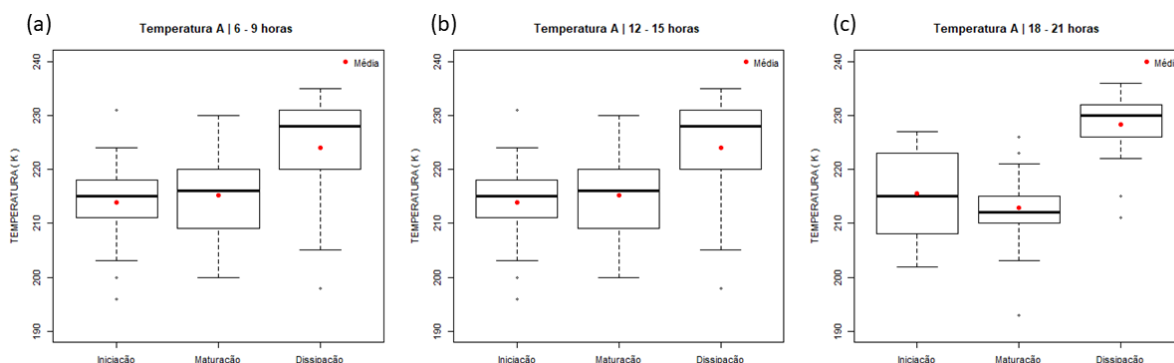 (a)
Temperatura A | 6 - 9 horas
Média
TEMPERATURA ( K )
240
230
220
210
200
190
Iniciação
Maturação
Dissipação
(b)
Temperatura A | 12 - 15 horas
Média
TEMPERATURA ( K )
240
230
220
210
200
190
Iniciação
Maturação
Dissipação
(c)
Temperatura A | 18 - 21 horas
Média
TEMPERATURA ( K )
240
230
220
210
200
190
Iniciação
Maturação
Dissipação